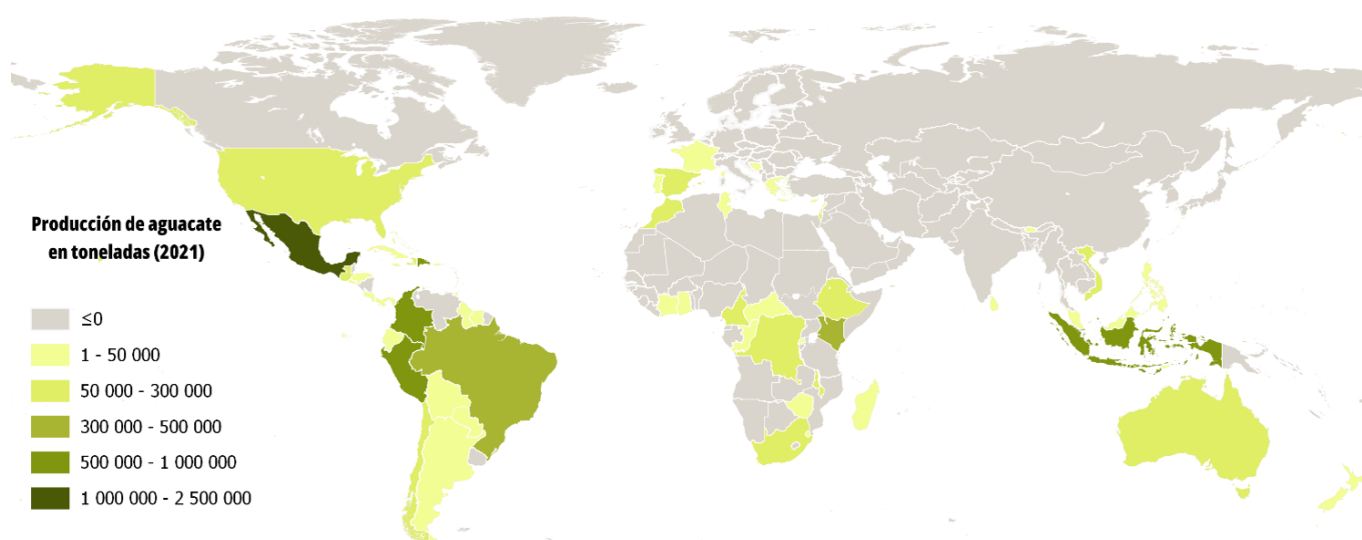 Producción de aguacate
en toneladas (2021)
≤0
1 - 50 000
50 000 - 300 000
300 000 - 500 000
500 000 - 1 000 000
1 000 000 - 2 500 000